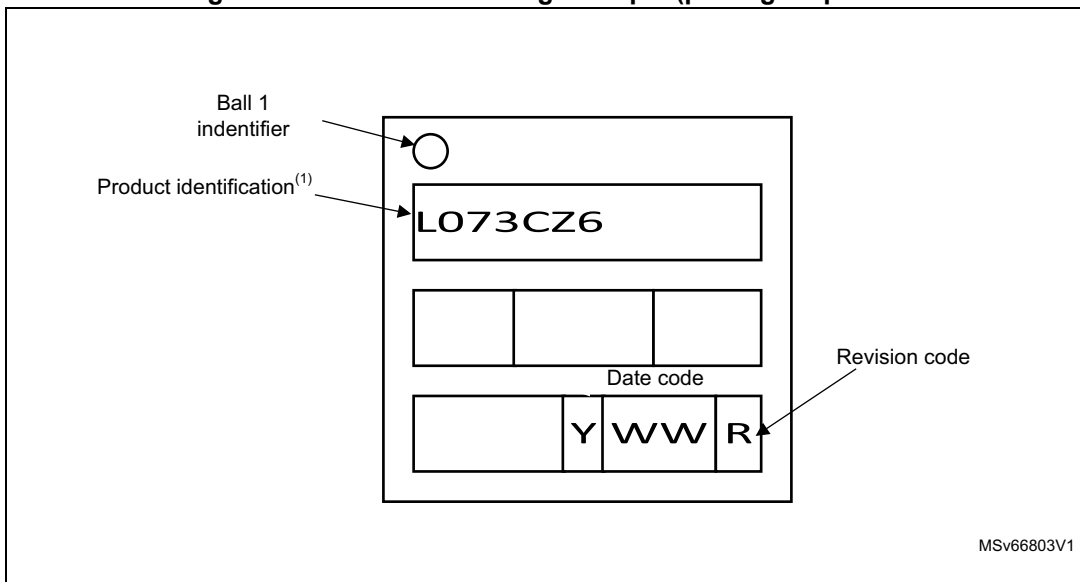 Ball 1
indentifier
Product identification(1)
L073CZ6
Revision code
Date code
Y WW R
MSv66803V1